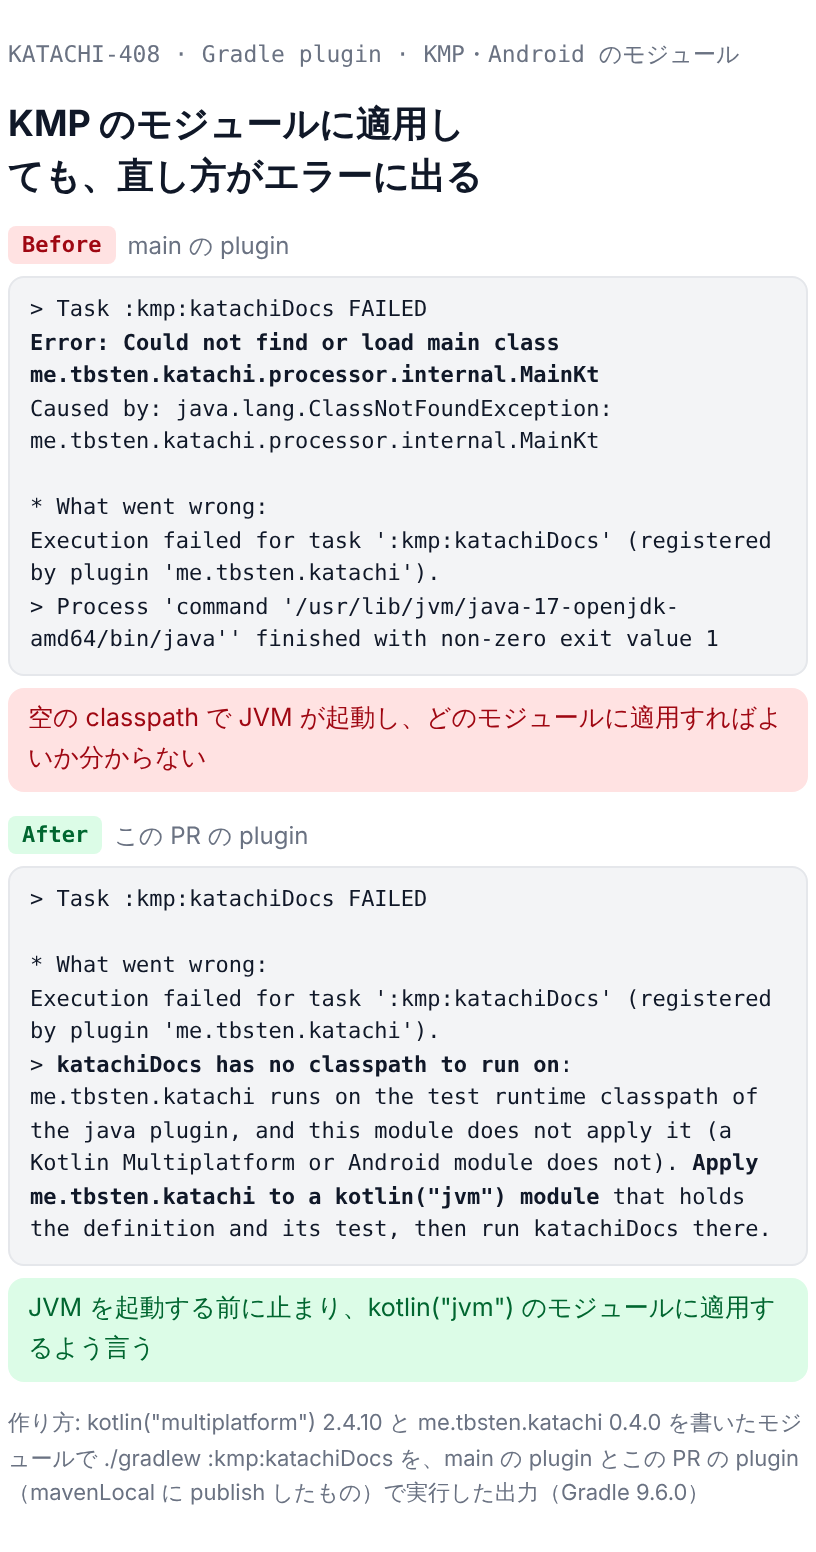 KATACHI-408 · Gradle plugin · KMP・Android のモジュール
KMP のモジュールに適用し
ても、直し方がエラーに出る
Before main の plugin
> Task :kmp:katachiDocs FAILED
Error: Could not find or load main class
me.tbsten.katachi.processor.internal.MainKt
Caused by: java.lang.ClassNotFoundException:
me.tbsten.katachi.processor.internal.MainKt
* What went wrong:
Execution failed for task ':kmp:katachiDocs' (registered
by plugin 'me.tbsten.katachi').
> Process 'command '/usr/lib/jvm/java-17-openjdk-
amd64/bin/java'' finished with non-zero exit value 1
空の classpath で JVM が起動し、どのモジュールに適用すればよ
いか分からない
After この PR の plugin
> Task :kmp:katachiDocs FAILED
* What went wrong:
Execution failed for task ':kmp:katachiDocs' (registered
by plugin 'me.tbsten.katachi').
> katachiDocs has no classpath to run on:
me.tbsten.katachi runs on the test runtime classpath of
the java plugin, and this module does not apply it (a
Kotlin Multiplatform or Android module does not). Apply
me.tbsten.katachi to a kotlin("jvm") module that holds
the definition and its test, then run katachiDocs there.
JVM を起動する前に止まり、kotlin("jvm") のモジュールに適用す
るよう言う
作り方: kotlin("multiplatform") 2.4.10 と me.tbsten.katachi 0.4.0 を書いたモジ
ュールで ./gradlew :kmp:katachiDocs を、main の plugin とこの PR の plugin
（mavenLocal に publish したもの）で実行した出力（Gradle 9.6.0）